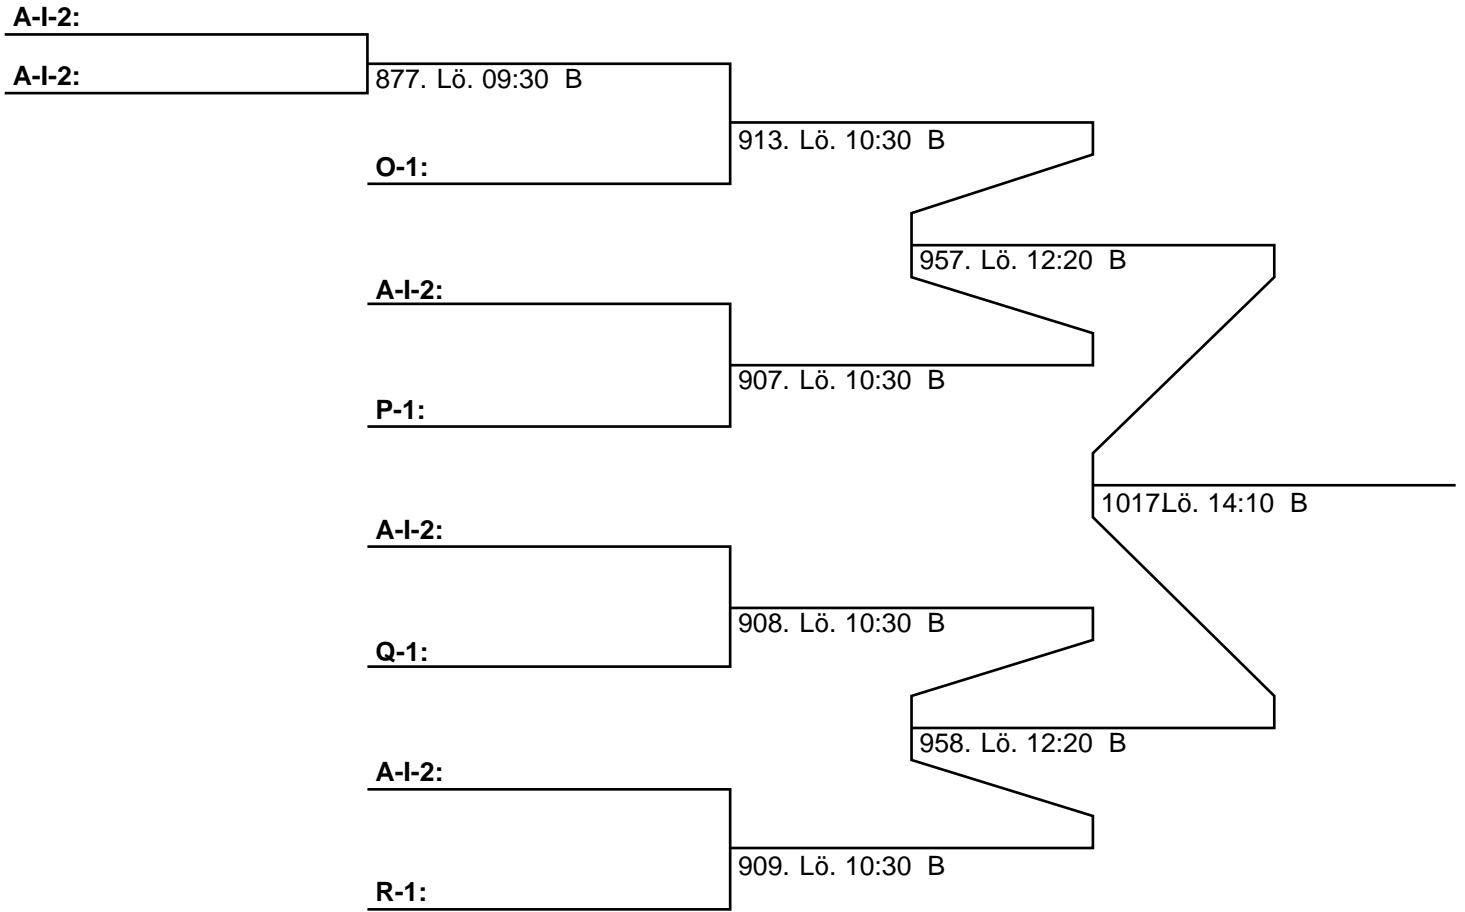 A-I-2:
A-I-2:
877. Lö. 09:30 B
913. Lö. 10:30 B
O-1:
957. Lö. 12:20 B
A-I-2:
907. Lö. 10:30 B
P-1:
1017.Lö. 14:10 B
A-I-2:
908. Lö. 10:30 B
Q-1:
958. Lö. 12:20 B
A-I-2:
909. Lö. 10:30 B
R-1: